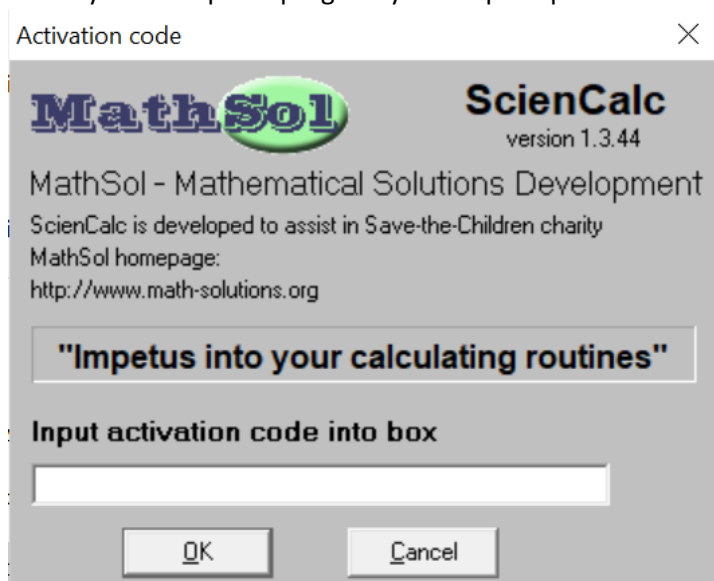 Activation code
MathSol
ScienCalc
version 1.3.44
MathSol - Mathematical Solutions Development
ScienCalc is developed to assist in Save-the-Children charity
MathSol homepage:
http://www.math-solutions.org
"Impetus into your calculating routines"
Input activation code into box
OK
Cancel